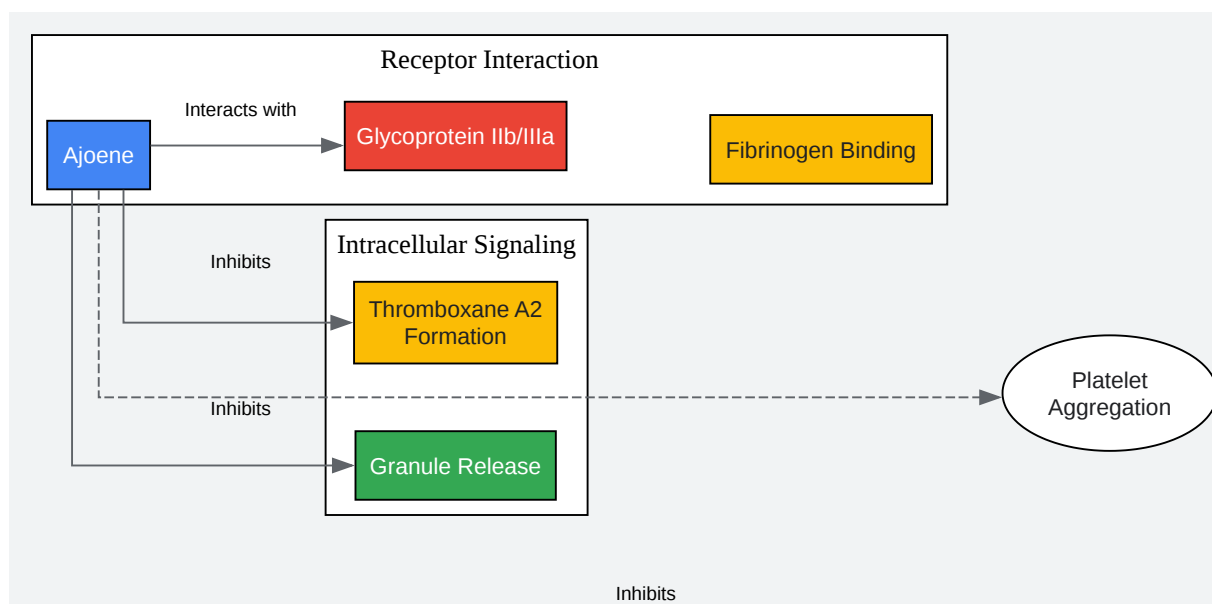 Receptor Interaction
Interacts with
Ajoene
Glycoprotein IIb/IIIa
Fibrinogen Binding
Intracellular Signaling
Inhibits
Thromboxane A2
Formation
Platelet
Aggregation
Inhibits
Granule Release
Inhibits